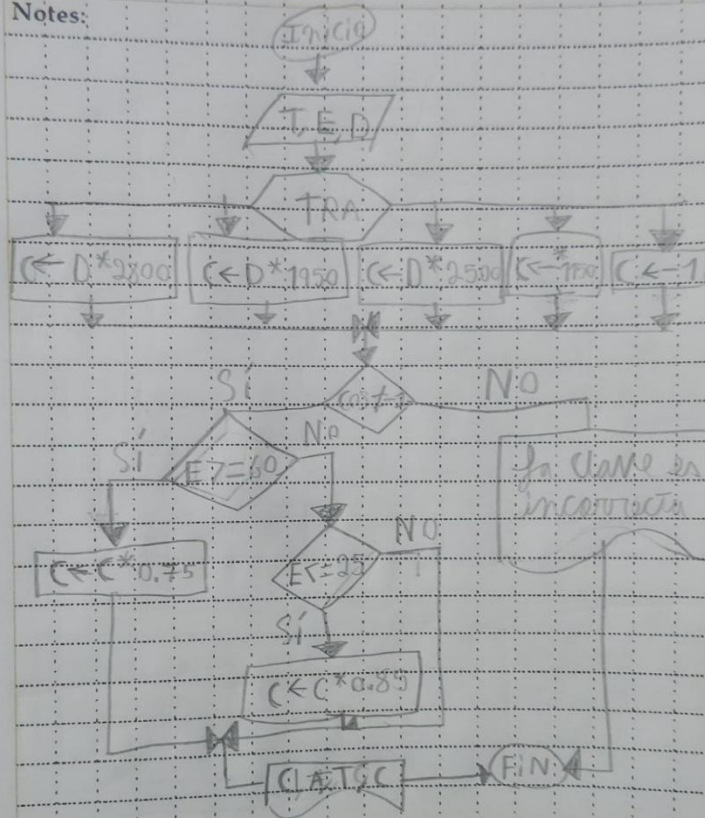 Notes:
Inicio
T, E, D
TRA
C ← D * 2800
C ← D * 1950
C ← D * 2500
C ← -1
Sí
No
Sí
No
E >= 60
La clave es
incorrecta
No
C ← C * 0.75
E <= 25
Sí
C ← C * 0.85
FiN